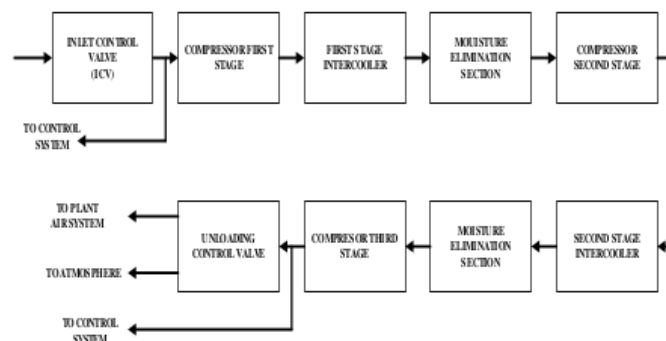 INLET CONTROL
VALVE
(ICV)
COMPRESSOR FIRST
STAGE
FIRST STAGE
INTERCOOLER
MOUISTURE
ELIMINATION
SECTION
COMPRESSOR
SECOND STAGE
TO CONTROL
SYSTEM
TO PLANT
AIR SYSTEM
TO ATMOSPHERE
UNLOADING
CONTROL VALVE
COMPRESOR THIRD
STAGE
MOISTURE
ELIMINATION
SECTION
SECOND STAGE
INTERCOOLER
TO CONTROL
SYSTEM